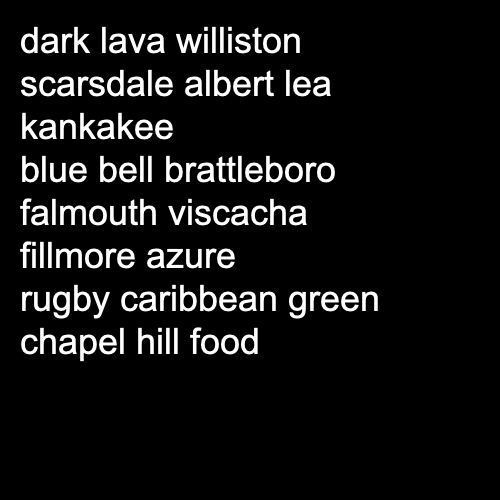 dark lava williston
scarsdale albert lea
kankakee
blue bell brattleboro
falmouth viscacha
fillmore azure
rugby caribbean green
chapel hill food